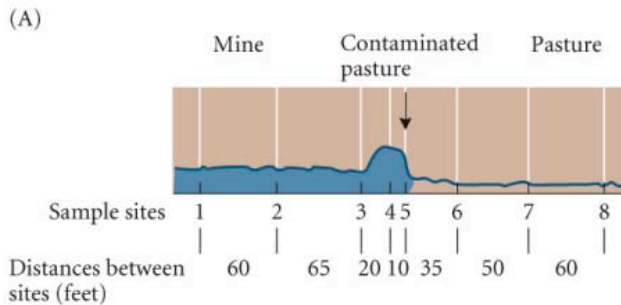 (A)
Mine Contaminated Pasture
pasture
Sample sites 1 2 3 4 5 6 7 8
Distances between 60 65 20 10 35 50 60
sites (feet)